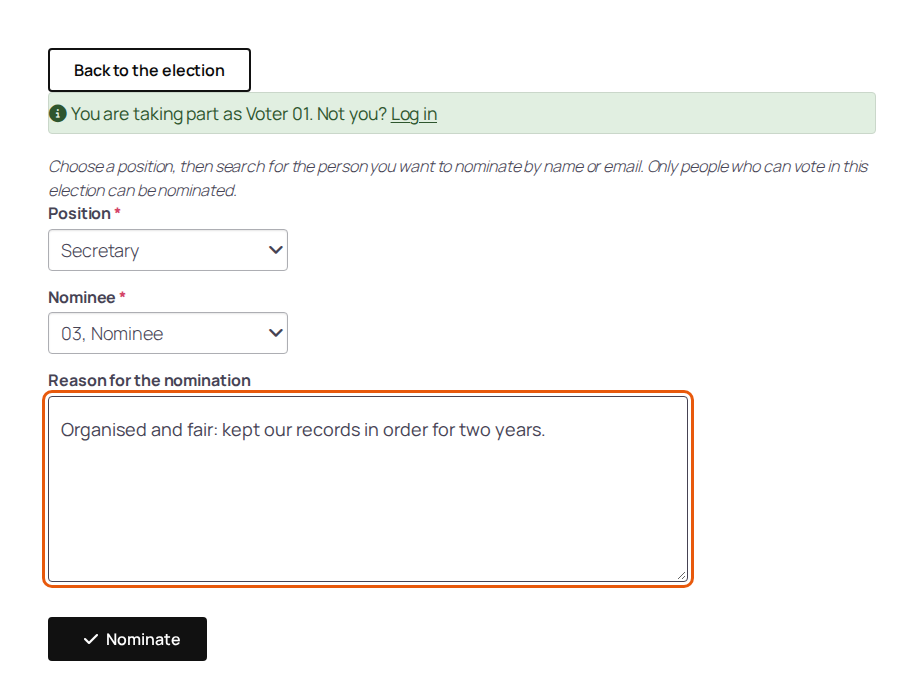 Back to the election
You are taking part as Voter 01. Not you? Log in
Choose a position, then search for the person you want to nominate by name or email. Only people who can vote in this
election can be nominated.
Position *
Secretary
Nominee *
03, Nominee
Reason for the nomination
Organised and fair: kept our records in order for two years.
Nominate